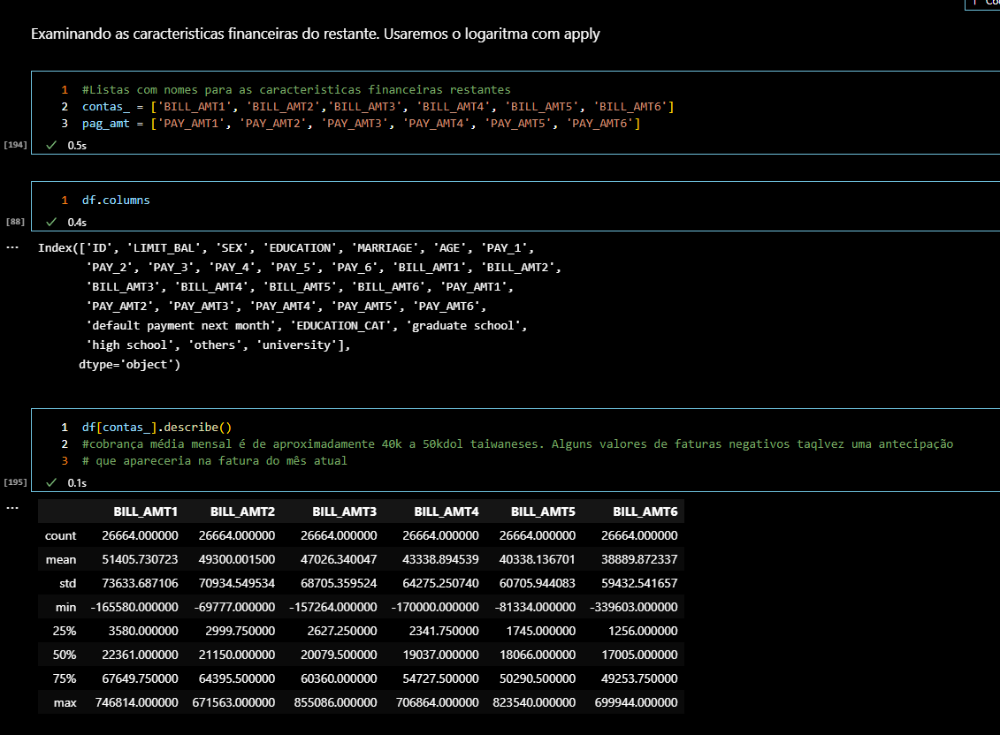 Examinando as caracteristicas financeiras do restante. Usaremos o logaritma com apply
1 #Listas com nomes para as caracteristicas financeiras restantes
2 contas_ = ['BILL_AMT1', 'BILL_AMT2','BILL_AMT3', 'BILL_AMT4', 'BILL_AMT5', 'BILL_AMT6']
3 pag_amt = ['PAY_AMT1', 'PAY_AMT2', 'PAY_AMT3', 'PAY_AMT4', 'PAY_AMT5', 'PAY_AMT6']
[194] ✓ 0.5s
1 df.columns
[88] ✓ 0.4s
... Index(['ID', 'LIMIT_BAL', 'SEX', 'EDUCATION', 'MARRIAGE', 'AGE', 'PAY_1',
'PAY_2', 'PAY_3', 'PAY_4', 'PAY_5', 'PAY_6', 'BILL_AMT1', 'BILL_AMT2',
'BILL_AMT3', 'BILL_AMT4', 'BILL_AMT5', 'BILL_AMT6', 'PAY_AMT1',
'PAY_AMT2', 'PAY_AMT3', 'PAY_AMT4', 'PAY_AMT5', 'PAY_AMT6',
'default payment next month', 'EDUCATION_CAT', 'graduate school',
'high school', 'others', 'university'],
dtype='object')
1 df[contas_].describe()
2 #cobrança média mensal é de aproximadamente 40k a 50kdol taiwaneses. Alguns valores de faturas negativos taqlvez uma antecipação
3 # que apareceria na fatura do mês atual
[195] ✓ 0.1s
... BILL_AMT1 BILL_AMT2 BILL_AMT3 BILL_AMT4 BILL_AMT5 BILL_AMT6
count 26664.000000 26664.000000 26664.000000 26664.000000 26664.000000 26664.000000
mean 51405.730723 49300.001500 47026.340047 43338.894539 40338.136701 38889.872337
std 73633.687106 70934.549534 68705.359524 64275.250740 60705.944083 59432.541657
min -165580.000000 -69777.000000 -157264.000000 -170000.000000 -81334.000000 -339603.000000
25% 3580.000000 2999.750000 2627.250000 2341.750000 1745.000000 1256.000000
50% 22361.000000 21150.000000 20079.500000 19037.000000 18066.000000 17005.000000
75% 67649.750000 64395.500000 60360.000000 54727.500000 50290.500000 49253.750000
max 746814.000000 671563.000000 855086.000000 706864.000000 823540.000000 699944.000000